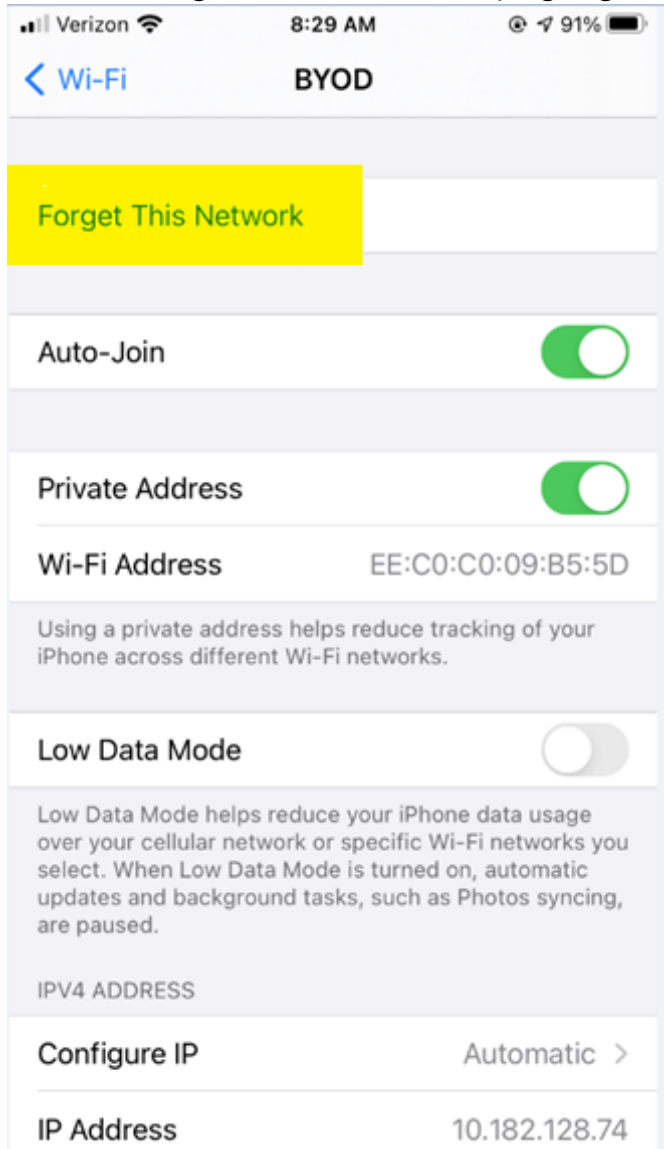 Verizon 8:29 AM 91%
Wi-Fi BYOD
Forget This Network
Auto-Join
Private Address
Wi-Fi Address EE:C0:C0:09:B5:5D
Using a private address helps reduce tracking of your
iPhone across different Wi-Fi networks.
Low Data Mode
Low Data Mode helps reduce your iPhone data usage
over your cellular network or specific Wi-Fi networks you
select. When Low Data Mode is turned on, automatic
updates and background tasks, such as Photos syncing,
are paused.
IPV4 ADDRESS
Configure IP Automatic >
IP Address 10.182.128.74